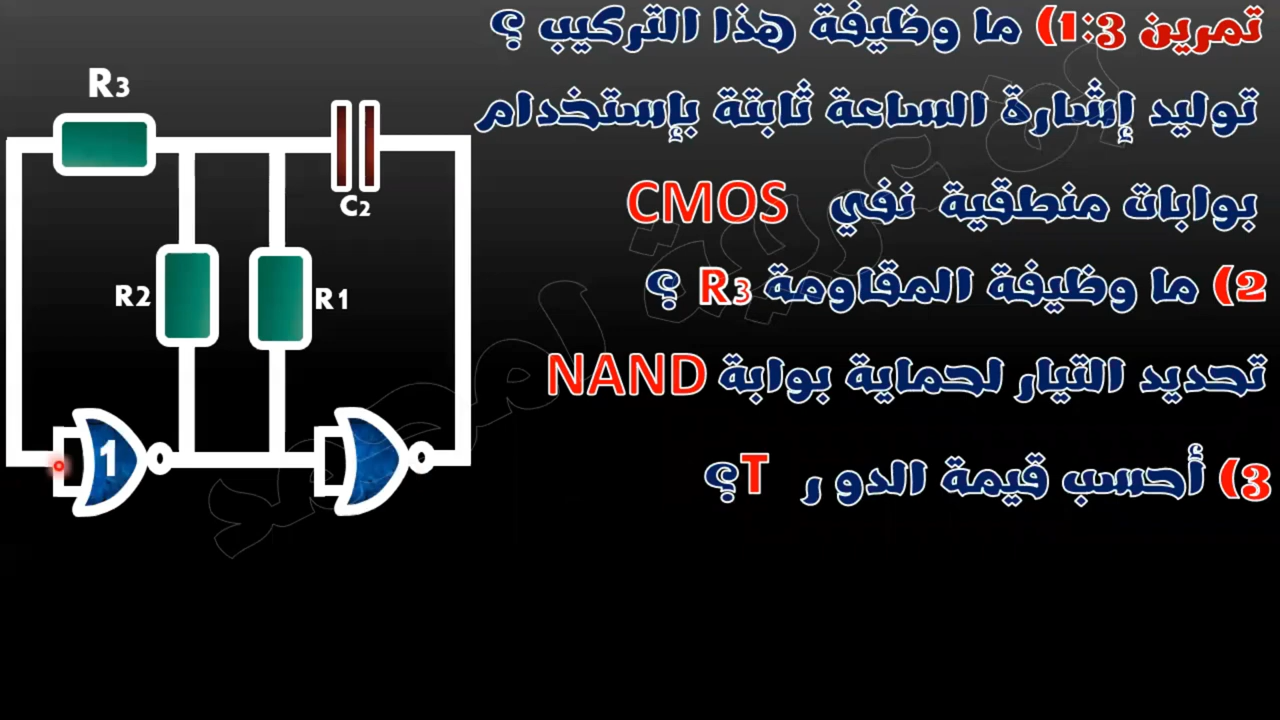 تمرين 3:1) ما وظيفة هذا التركيب ؟
توليد إشارة الساعة ثابتة بإستخدام
بوابات منطقية نفي CMOS
2) ما وظيفة المقاومة R3 ؟
تحديد التيار لحماية بوابة NAND
3) أحسب قيمة الدو ر T؟
R3
C2
R2
R1
1